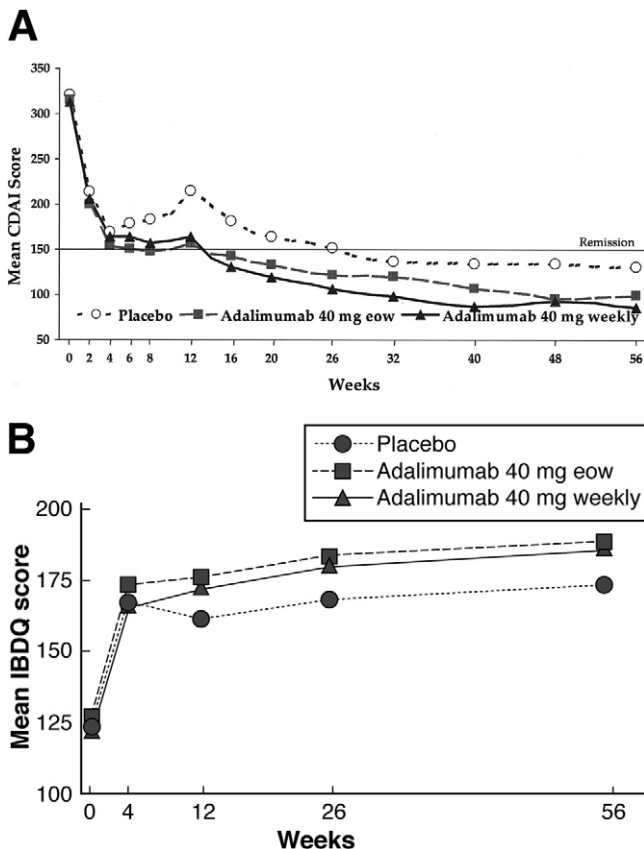 A
350
300
250
200
150
100
50
Mean CDAI Score
Remission
Placebo
Adalimumab 40 mg eow
Adalimumab 40 mg weekly
0 2 4 6 8 12 16 20 26 32 40 48 56
Weeks
B
Placebo
Adalimumab 40 mg eow
Adalimumab 40 mg weekly
200
175
150
125
100
Mean IBDQ score
0 4 12 26 56
Weeks